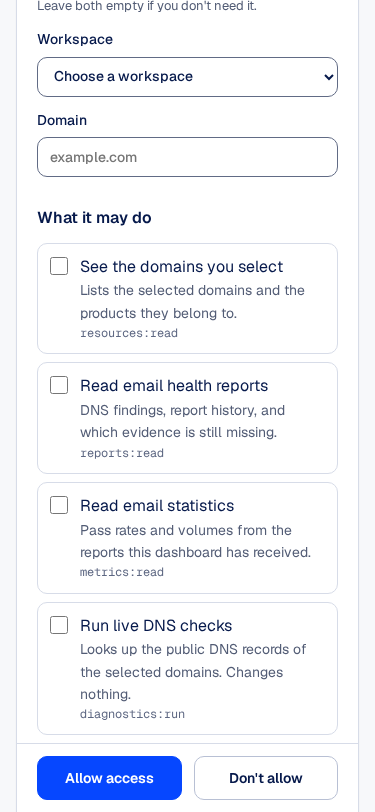 Leave both empty if you don't need it.
Workspace
Choose a workspace
Domain
example.com
What it may do
See the domains you select
Lists the selected domains and the
products they belong to.
resources:read
Read email health reports
DNS findings, report history, and
which evidence is still missing.
reports:read
Read email statistics
Pass rates and volumes from the
reports this dashboard has received.
metrics:read
Run live DNS checks
Looks up the public DNS records of
the selected domains. Changes
nothing.
diagnostics:run
Allow access
Don't allow